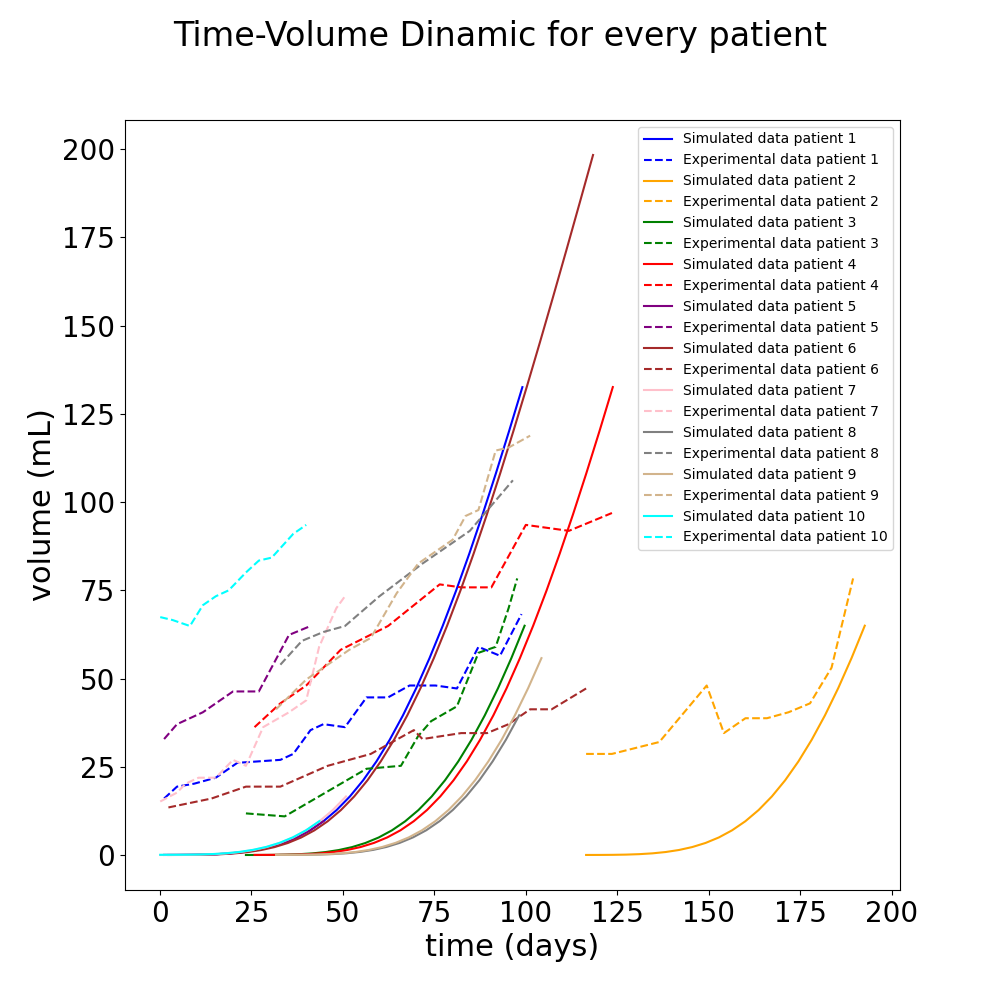 Time-Volume Dinamic for every patient
volume (mL)
200
175
150
125
100
75
50
25
0
Simulated data patient 1
Experimental data patient 1
Simulated data patient 2
Experimental data patient 2
Simulated data patient 3
Experimental data patient 3
Simulated data patient 4
Experimental data patient 4
Simulated data patient 5
Experimental data patient 5
Simulated data patient 6
Experimental data patient 6
Simulated data patient 7
Experimental data patient 7
Simulated data patient 8
Experimental data patient 8
Simulated data patient 9
Experimental data patient 9
Simulated data patient 10
Experimental data patient 10
0 25 50 75 100 125 150 175 200
time (days)